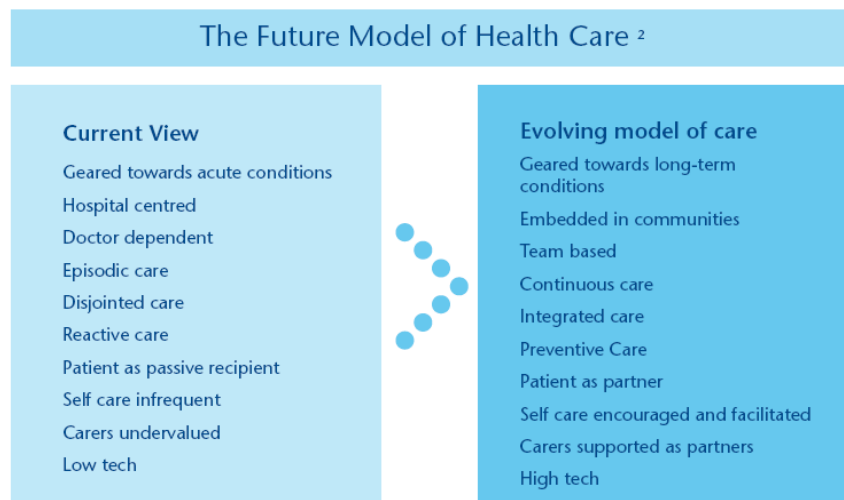 The Future Model of Health Care 2
Current View
Geared towards acute conditions
Hospital centred
Doctor dependent
Episodic care
Disjointed care
Reactive care
Patient as passive recipient
Self care infrequent
Carers undervalued
Low tech
Evolving model of care
Geared towards long-term
conditions
Embedded in communities
Team based
Continuous care
Integrated care
Preventive Care
Patient as partner
Self care encouraged and facilitated
Carers supported as partners
High tech